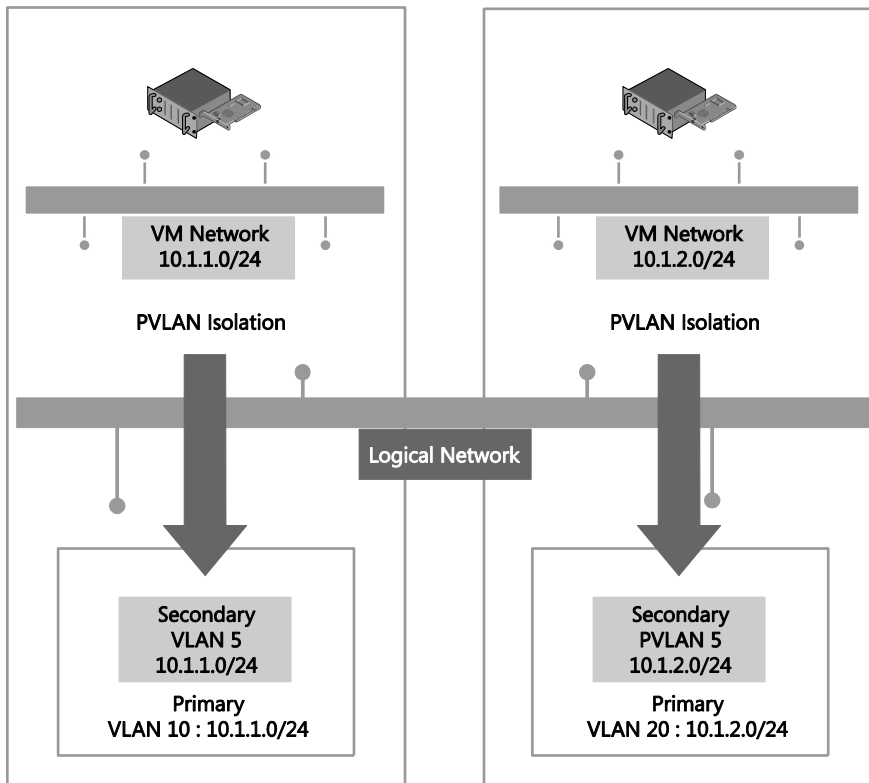 VM Network
10.1.1.0/24
PVLAN Isolation
VM Network
10.1.2.0/24
PVLAN Isolation
Logical Network
Secondary
VLAN 5
10.1.1.0/24
Primary
VLAN 10 : 10.1.1.0/24
Secondary
PVLAN 5
10.1.2.0/24
Primary
VLAN 20 : 10.1.2.0/24